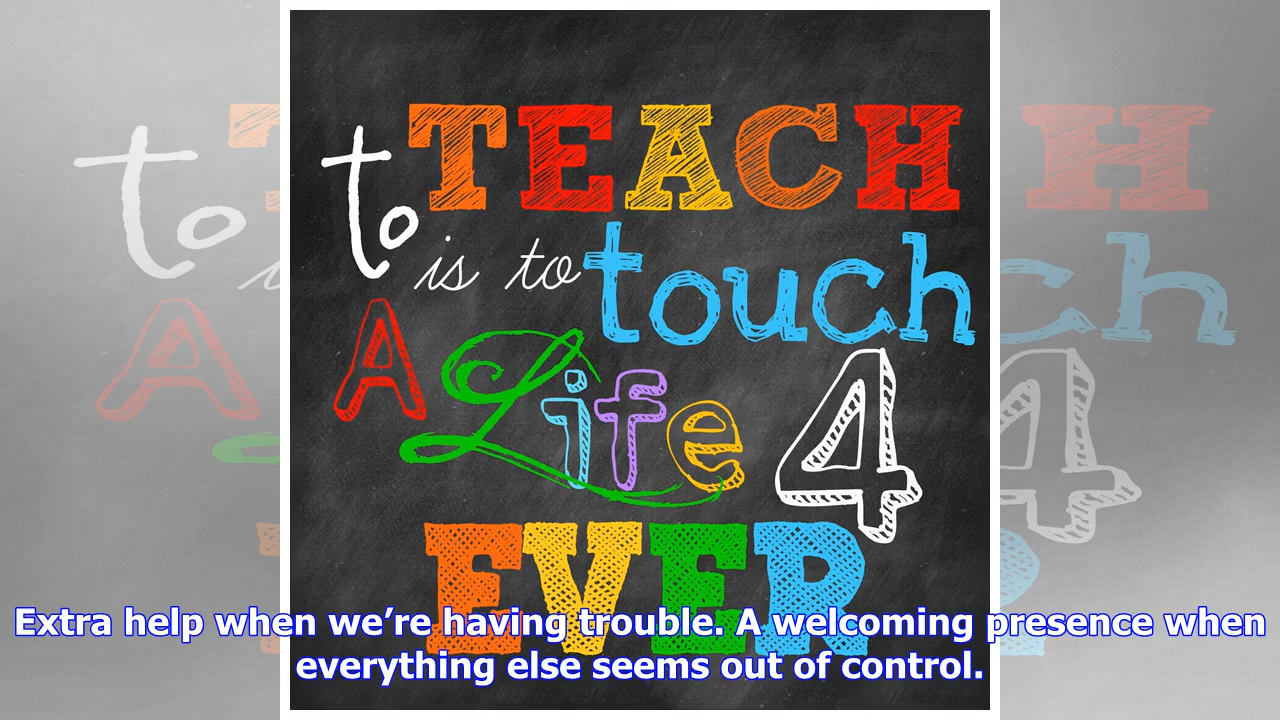 to TEACH
is to touch
A Life 4
EVER
Extra help when we’re having trouble. A welcoming presence when
everything else seems out of control.